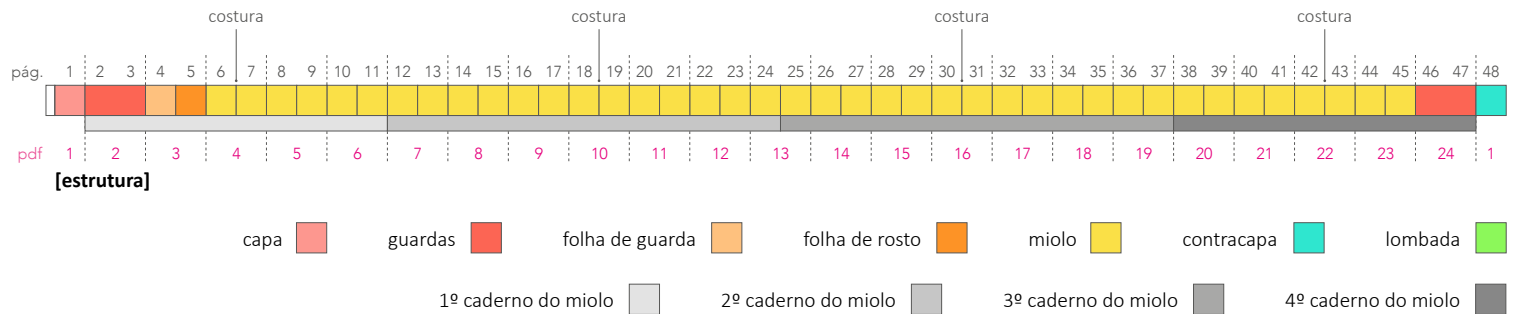 costura costura costura costura
pág. 1 2 3 4 5 6 7 8 9 10 11 12 13 14 15 16 17 18 19 20 21 22 23 24 25 26 27 28 29 30 31 32 33 34 35 36 37 38 39 40 41 42 43 44 45 46 47 48
pdf 1 2 3 4 5 6 7 8 9 10 11 12 13 14 15 16 17 18 19 20 21 22 23 24 1
[estrutura]
capa guardas folha de guarda folha de rosto miolo contracapa lombada
1º caderno do miolo 2º caderno do miolo 3º caderno do miolo 4º caderno do miolo